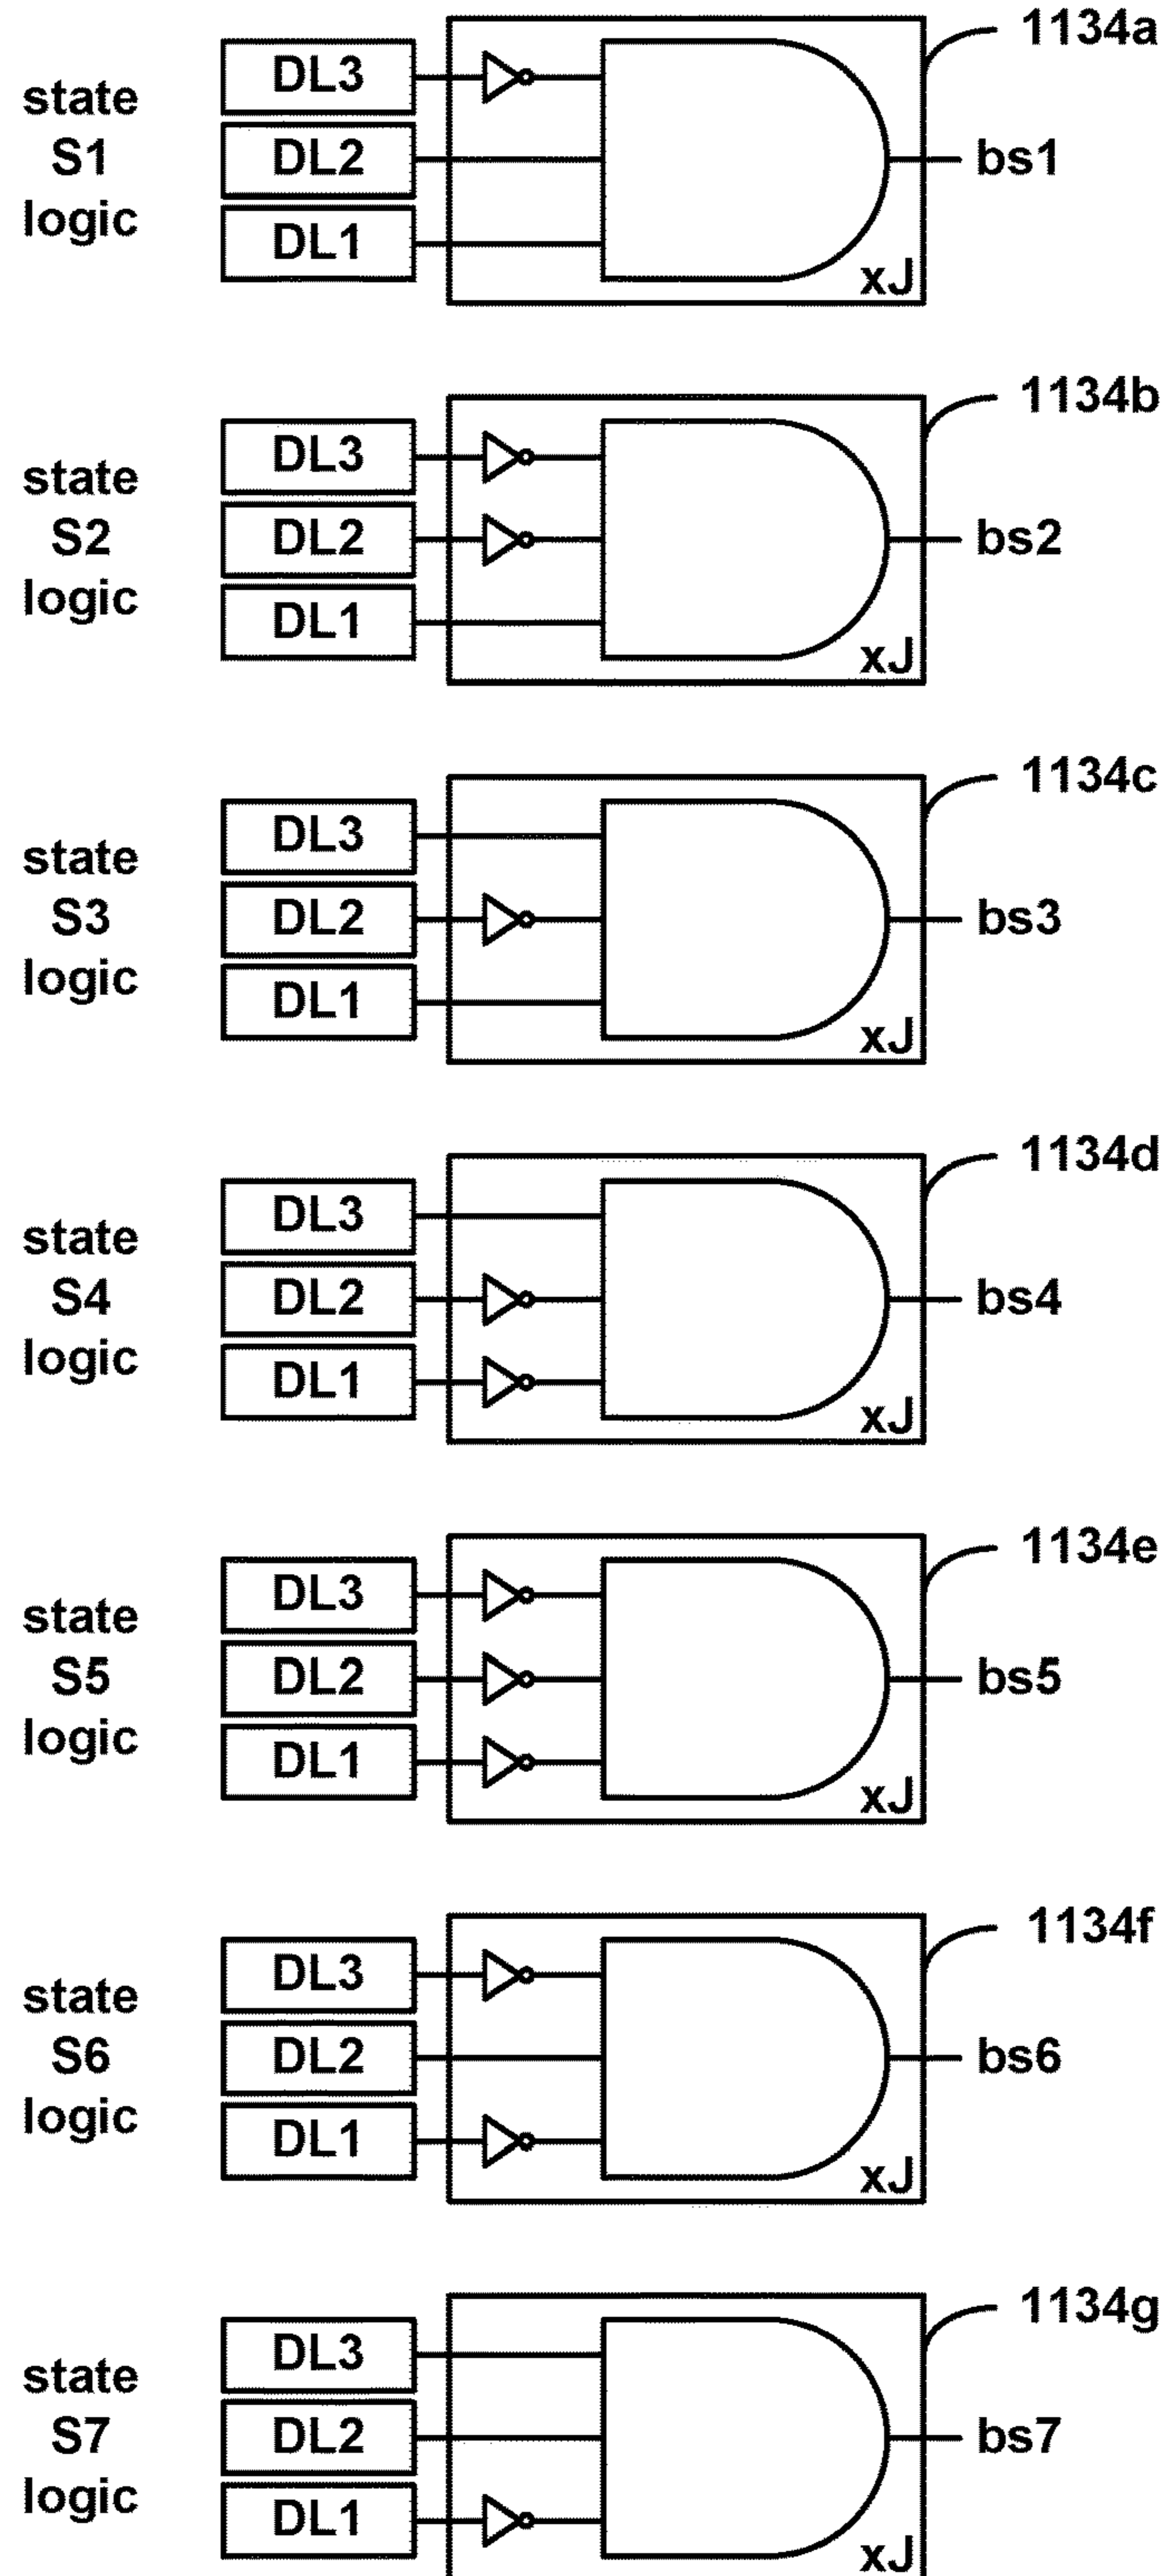 1134a
DL3
state
S1
logic
DL2
bs1
DL1
xJ
1134b
DL3
state
S2
logic
DL2
bs2
DL1
xJ
1134c
DL3
state
S3
logic
DL2
bs3
DL1
xJ
1134d
DL3
state
S4
logic
DL2
bs4
DL1
xJ
1134e
DL3
state
S5
logic
DL2
bs5
DL1
xJ
1134f
DL3
state
S6
logic
DL2
bs6
DL1
xJ
1134g
DL3
state
S7
logic
DL2
bs7
DL1
xJ